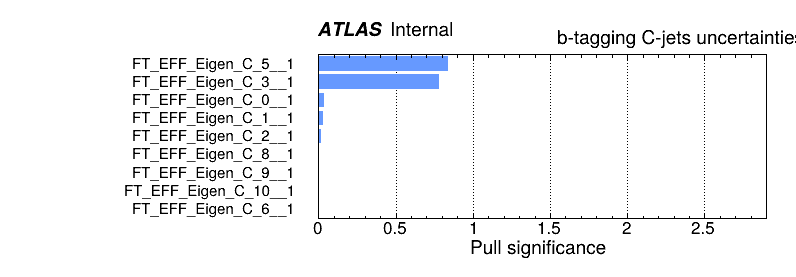 ATLAS Internal
b-tagging C-jets uncertainties
FT_EFF_Eigen_C_5__1
FT_EFF_Eigen_C_3__1
FT_EFF_Eigen_C_0__1
FT_EFF_Eigen_C_1__1
FT_EFF_Eigen_C_2__1
FT_EFF_Eigen_C_8__1
FT_EFF_Eigen_C_9__1
FT_EFF_Eigen_C_10__1
FT_EFF_Eigen_C_6__1
0 0.5 1 1.5 2 2.5
Pull significance